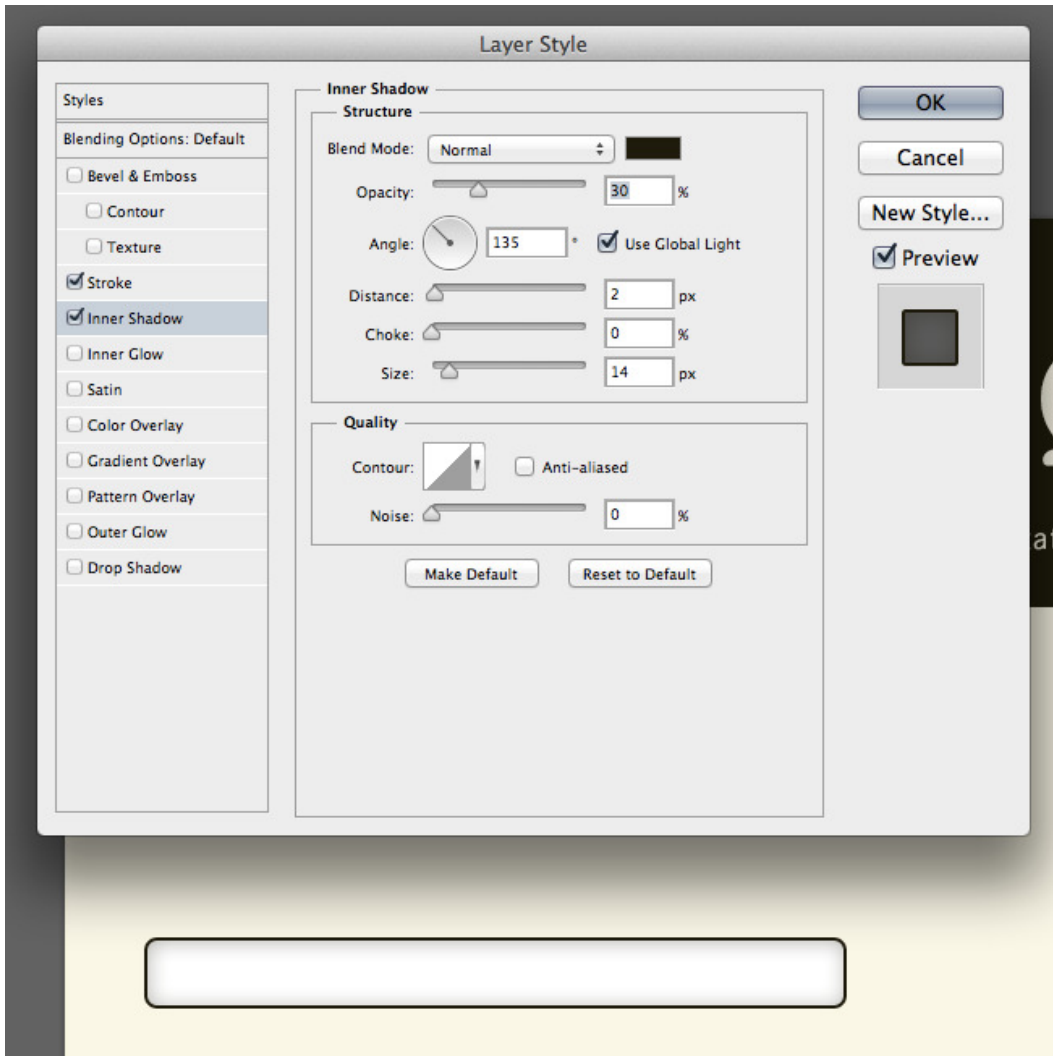 Layer Style
Styles
Blending Options: Default
Bevel & Emboss
Contour
Texture
Stroke
Inner Shadow
Inner Glow
Satin
Color Overlay
Gradient Overlay
Pattern Overlay
Outer Glow
Drop Shadow
Inner Shadow
Structure
Blend Mode: Normal
Opacity: 30 %
Angle: 135 ° Use Global Light
Distance: 2 px
Choke: 0 %
Size: 14 px
Quality
Contour: Anti-aliased
Noise: 0 %
Make Default Reset to Default
OK
Cancel
New Style...
Preview